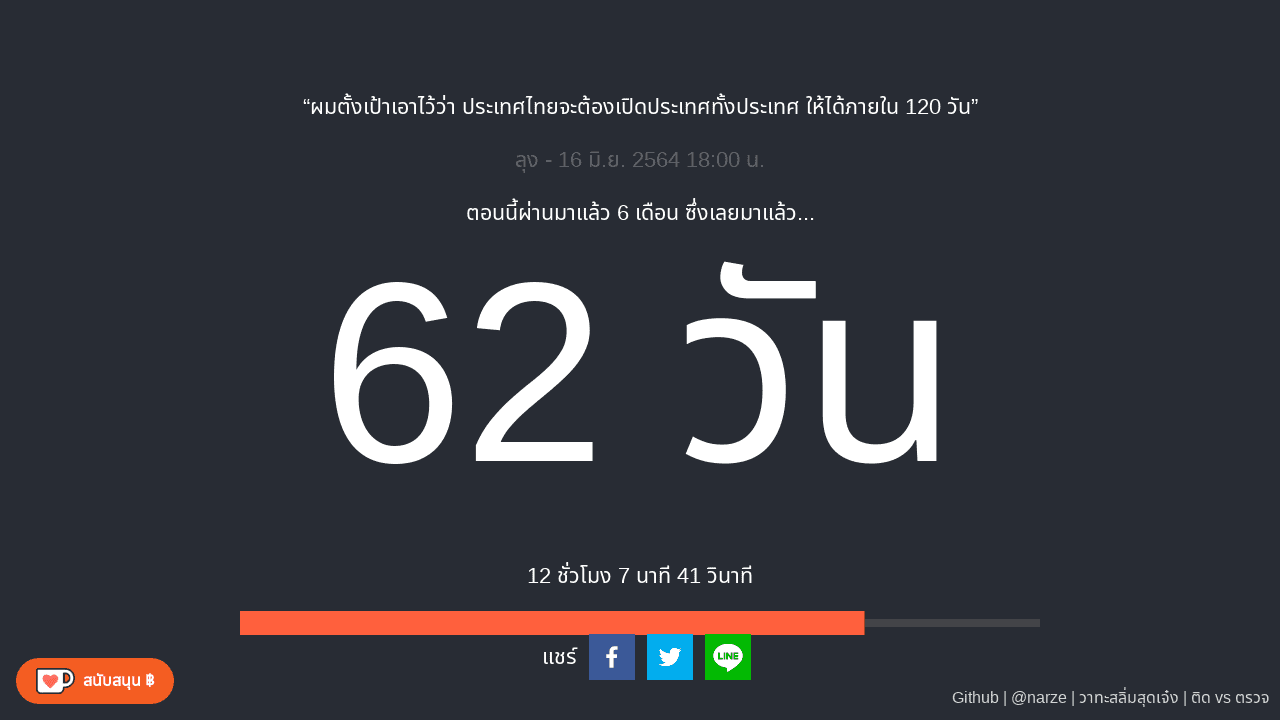 “ผมตั้งเป้าเอาไว้ว่า ประเทศไทยจะต้องเปิดประเทศทั้งประเทศ ให้ได้ภายใน 120 วัน”
ลุง - 16 มิ.ย. 2564 18:00 น.
ตอนนี้ผ่านมาแล้ว 6 เดือน ซึ่งเลยมาแล้ว...
62 วัน
12 ชั่วโมง 7 นาที 41 วินาที
แชร์
LINE
สนับสนุน ฿
Github | @narze | วาทะสลิ่มสุดเจ๋ง | ติด vs ตรวจ